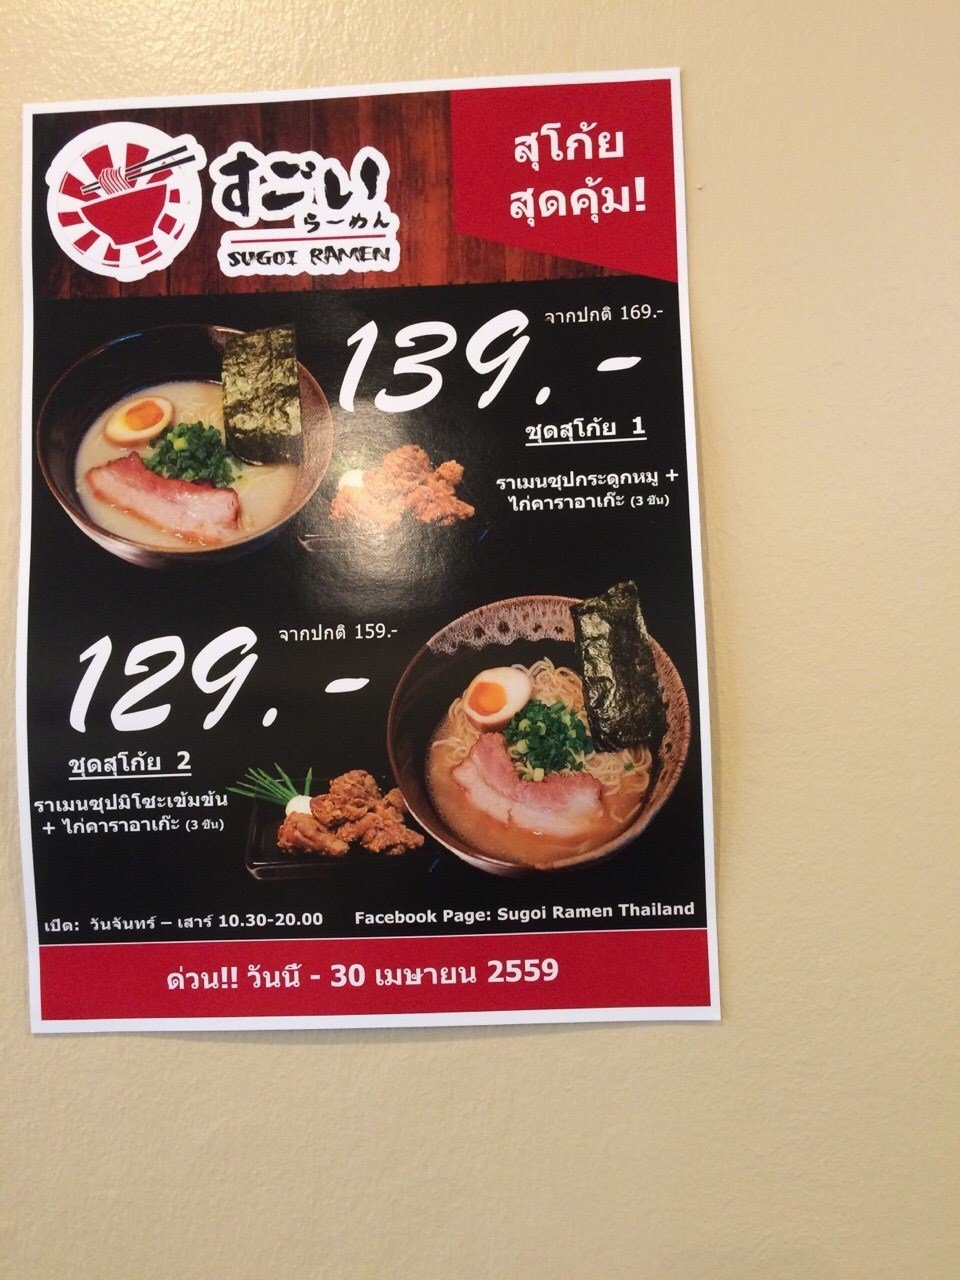 すごい
らーめん
SUGOI RAMEN
สุโก้ย
สุดคุ้ม!
139.-
จากปกติ 169.-
ชุดสุโก้ย 1
ราเมนซุปกระดูกหมู +
ไก่คาราอาเก๊ะ (3 ชิ้น)
129.-
จากปกติ 159.-
ชุดสุโก้ย 2
ราเมนซุปมิโซะเข้มข้น
+ ไก่คาราอาเก๊ะ (3 ชิ้น)
เปิด: วันจันทร์ – เสาร์ 10.30-20.00
Facebook Page: Sugoi Ramen Thailand
ด่วน!! วันนี้ - 30 เมษายน 2559